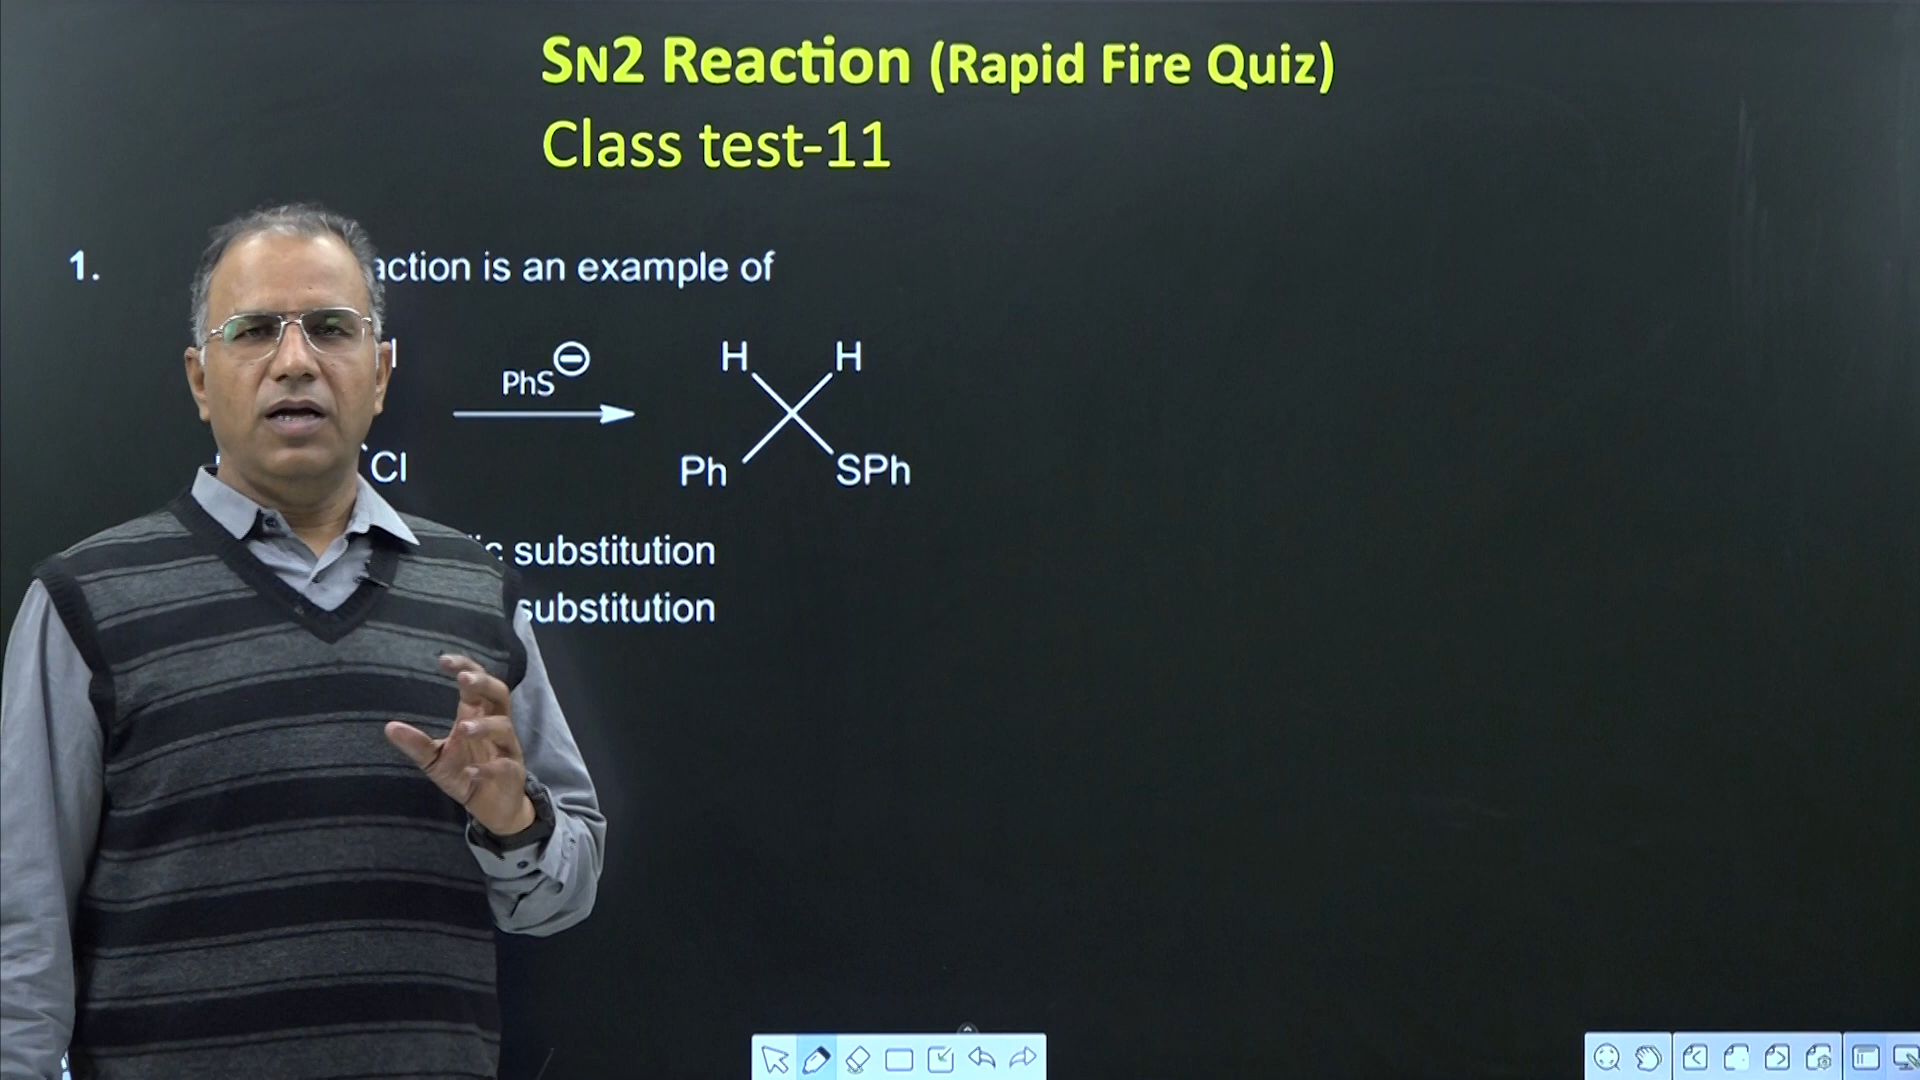 SN2 Reaction (Rapid Fire Quiz)
Class test-11
1. action is an example of
H H
PhS⊖
Cl Ph SPh
ic substitution
substitution